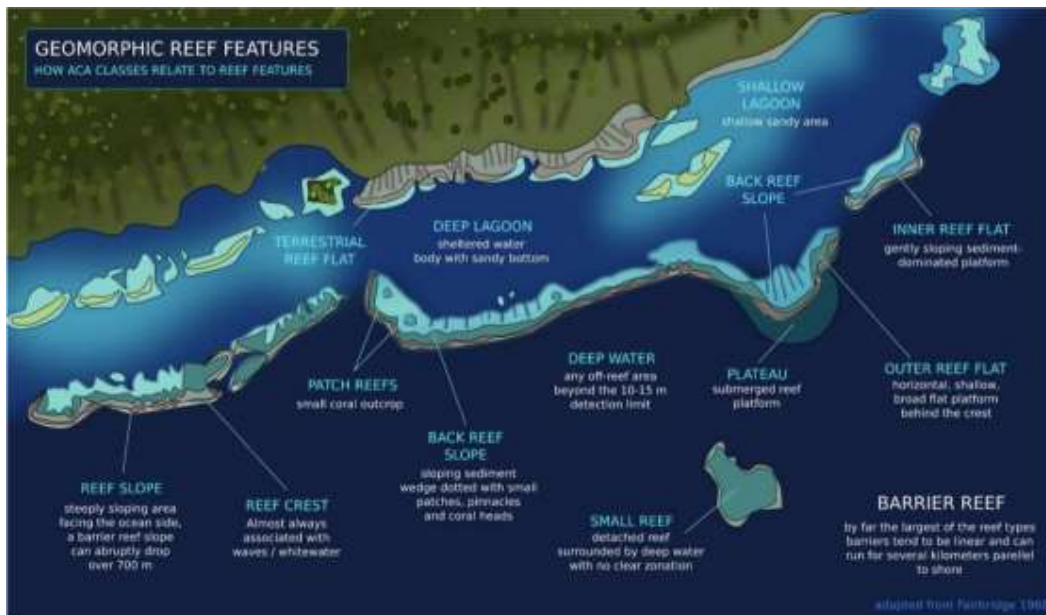 GEOMORPHIC REEF FEATURES
HOW ACA CLASSES RELATE TO REEF FEATURES
SHALLOW
LAGOON
shallow sandy area
BACK REEF
SLOPE
TERRESTRIAL
REEF FLAT
DEEP LAGOON
sheltered water
body with sandy bottom
INNER REEF FLAT
gently sloping sediment-
dominated platform
PATCH REEFS
small coral outcrop
DEEP WATER
any off-reef area
beyond the 10-15 m
detection limit
PLATEAU
submerged reef
platform
OUTER REEF FLAT
horizontal, shallow,
broad flat platform
behind the crest
BACK REEF
SLOPE
sloping sediment
wedge dotted with small
patches, pinnacles
and coral heads
REEF SLOPE
steeply sloping area
facing the ocean side,
a barrier reef slope
can abruptly drop
over 700 m
REEF CREST
Almost always
associated with
waves / whitewater
SMALL REEF
detached reef
surrounded by deep water
with no clear zonation
BARRIER REEF
by far the largest of the reef types
barriers tend to be linear and can
run for several kilometers parellel
to shore
adapted from Fairbridge